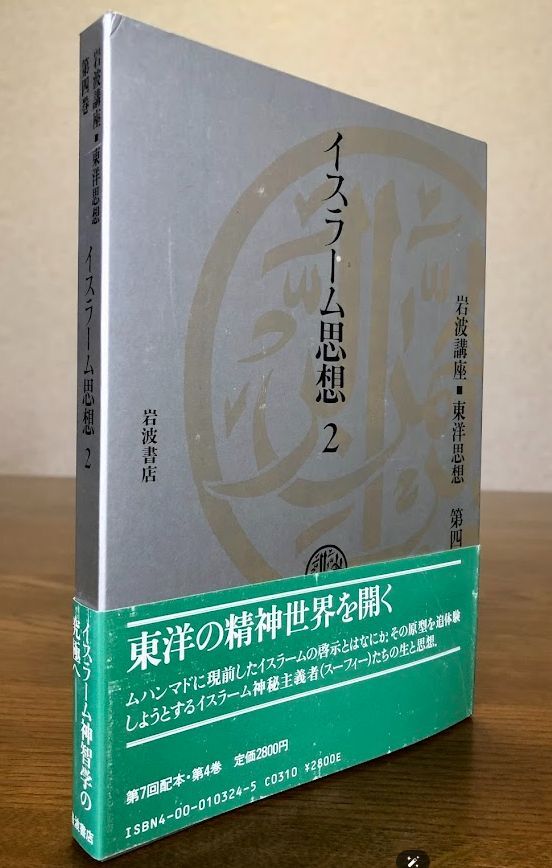 岩波講座■東洋思想
第四巻
イスラーム思想 2
岩波書店
イスラーム思想 2
岩波講座■東洋思想 第四
東洋の精神世界を開く
ムハンマドに現前したイスラームの啓示とはなにか。その原型を追体験
しようとするイスラーム神秘主義者(スーフィー)たちの生と思想。
第7回配本・第4巻 定価2800円
ISBN4-00-010324-5 C0310 ¥2800E
イスラーム神智学の
究極へ
岩波書店